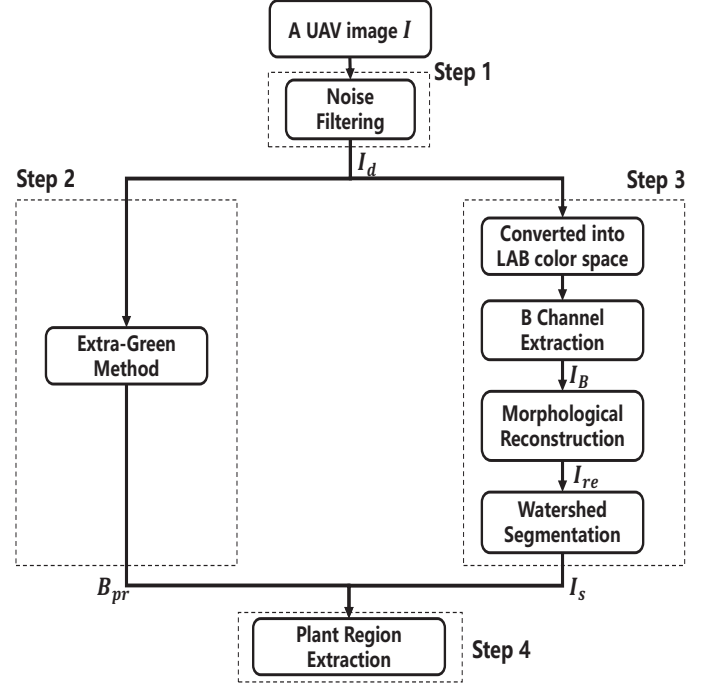 A UAV image I
Step 1
Noise
Filtering
I_d
Step 2
Step 3
Extra-Green
Method
Converted into
LAB color space
B Channel
Extraction
I_B
Morphological
Reconstruction
I_re
Watershed
Segmentation
B_pr
I_s
Plant Region
Extraction
Step 4